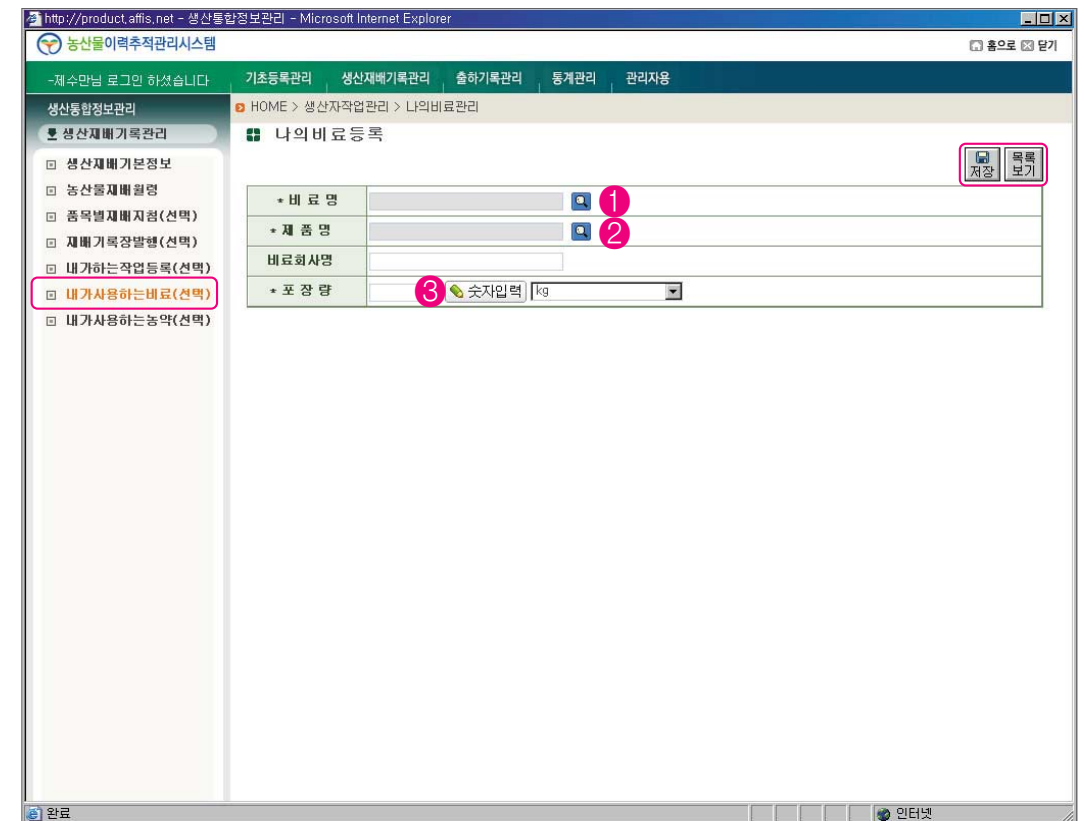 http://product.affis.net - 생산통합정보관리 - Microsoft Internet Explorer
농산물이력추적관리시스템
홈으로 닫기
-제수만님 로그인 하셨습니다
기초등록관리 생산재배기록관리 출하기록관리 통계관리 관리자용
생산통합정보관리
HOME > 생산자작업관리 > 나의비료관리
생산재배기록관리
나의비료등록
생산재배기본정보
농산물재배월령
품목별재배지침(선택)
재배기록장발행(선택)
내가하는작업등록(선택)
내가사용하는비료(선택)
내가사용하는농약(선택)
저장
목록
보기
* 비 료 명
1
* 제 품 명
2
비료회사명
* 포 장 량
3
숫자입력
kg
완료
인터넷